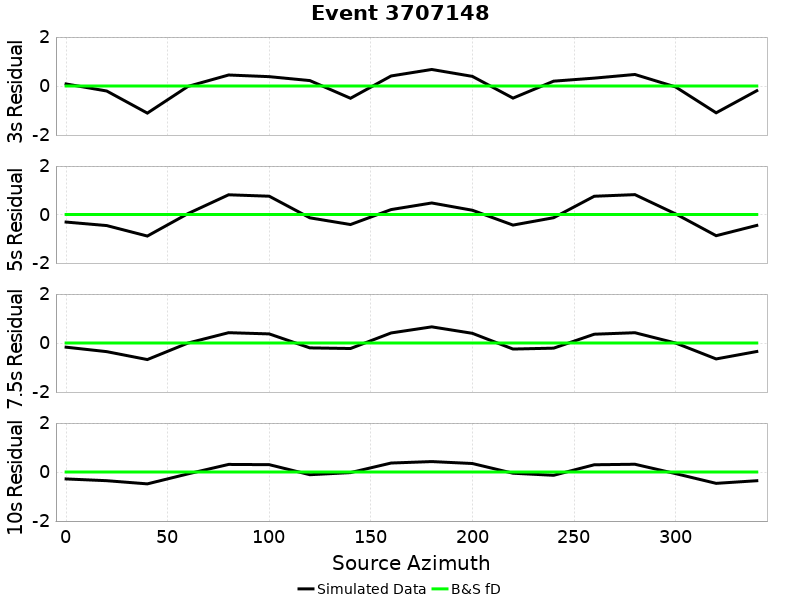 Event 3707148
3s Residual
2
0
-2
5s Residual
2
0
-2
7.5s Residual
2
0
-2
10s Residual
2
0
-2
0 50 100 150 200 250 300
Source Azimuth
Simulated Data B&S fD